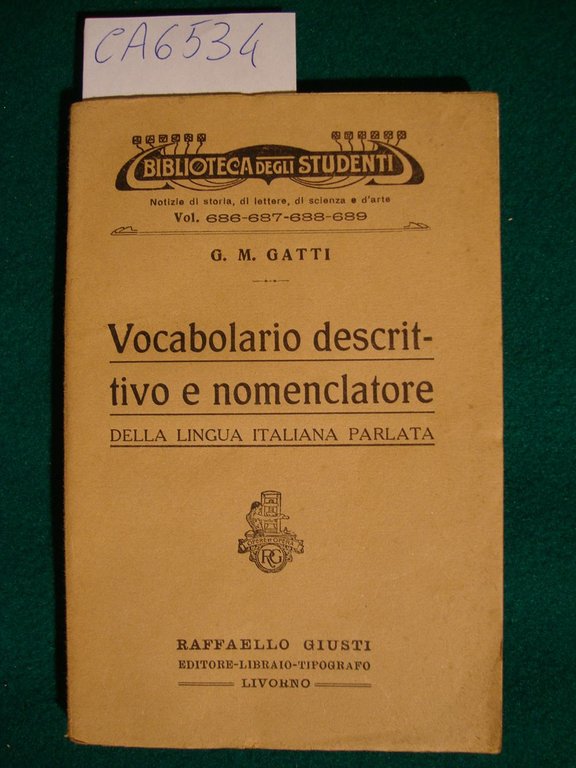 CA6534
BIBLIOTECA DEGLI STUDENTI
Notizie di storia, di lettere, di scienza e d'arte
Vol. 686-687-688-689
G. M. GATTI
Vocabolario descrit-
tivo e nomenclatore
DELLA LINGUA ITALIANA PARLATA
RG
RAFFAELLO GIUSTI
EDITORE-LIBRAIO-TIPOGRAFO
LIVORNO